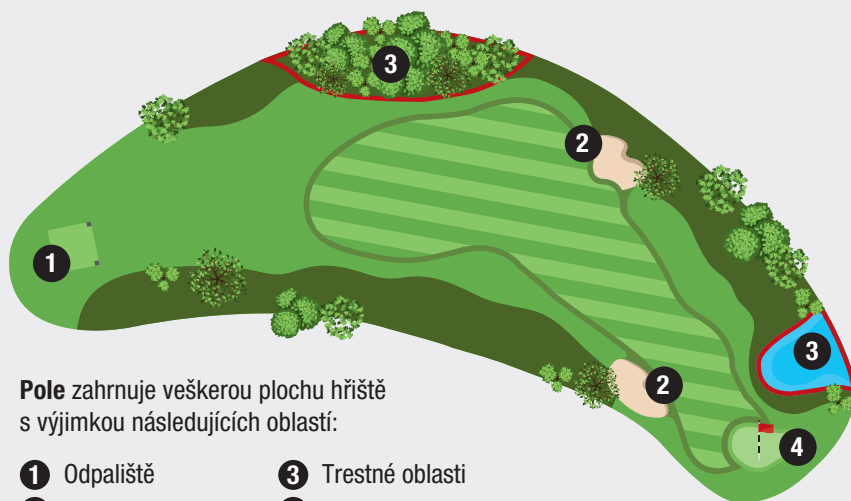 3
2
1
3
2
4
Pole zahrnuje veškerou plochu hřiště
s výjimkou následujících oblastí:
1 Odpaliště
3 Trestné oblasti